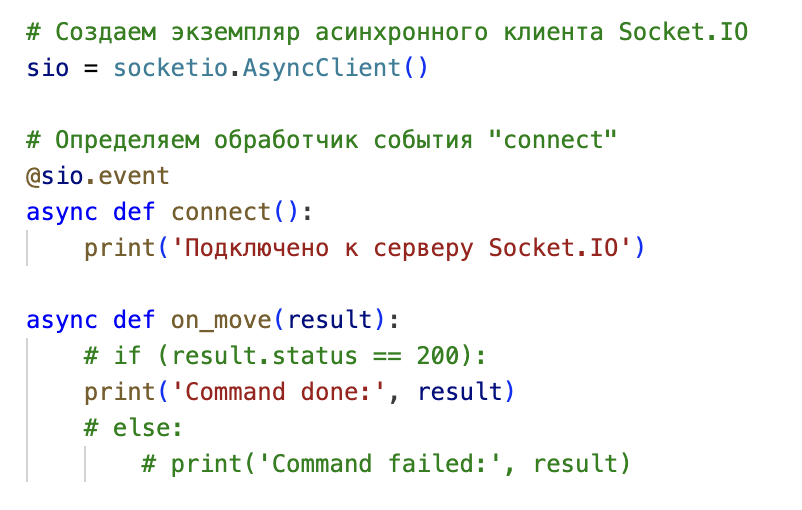 # Создаем экземпляр асинхронного клиента Socket.IO
sio = socketio.AsyncClient()
# Определяем обработчик события "connect"
@sio.event
async def connect():
print('Подключено к серверу Socket.IO')
async def on_move(result):
# if (result.status == 200):
print('Command done:', result)
# else:
# print('Command failed:', result)